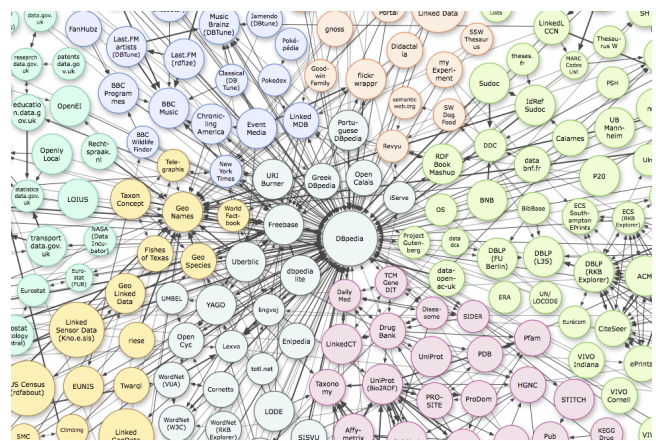 data.gov.
uk
FanHubz
Last.FM
artists
(DBTune)
Last.FM
(rdfize)
Music
Brainz
(DBTune)
Jamendo
(DBtune)
Poké-
pédia
gnoss
Portal
Linked Data
Lists
LinkedL
CCN
SSW
Thesaur
us
theses.
fr
MARC
Codes
List
Thesau-
rus W
research
data.gov.
uk
patents
data.go
v.uk
BBC
Program
mes
BBC
Music
Classical
(DB
Tune)
Pokedex
Good-
win
Family
flickr
wrappr
Didactal
ia
my
Experi-
ment
Sudoc
PSH
educatio
n.data.g
ov.uk
OpenEI
Chronic-
ling
America
Event
Media
Linked
MDB
Portu-
guese
DBpedia
semantic
web.org
SW
Dog
Food
IdRef
Sudoc
UB
Mann-
heim
Openly
Local
Recht-
spraak.
nl
BBC
Wildlife
Finder
Revyu
DDC
Calames
Tele-
graphis
New
York
Times
URI
Burner
Greek
DBpedia
Open
Calais
RDF
Book
Mashup
data
bnf.fr
P20
statistics
data.gov.
uk
LOIUS
Taxon
Concept
Geo
Names
World
Fact-
book
Freebase
iServe
OS
BNB
BibBase
ECS
South-
ampton
EPrints
ECS
(RKB
Explorer)
DBpedia
transport
data.gov.
uk
NASA
(Data
Incu-
bator)
Fishes
of Texas
Geo
Species
Uberblic
dbpedia
lite
Project
Guten-
berg
data
dcs
DBLP
(FU
Berlin)
DBLP
(L3S)
DBLP
(RKB
Explorer)
ACM
Eurostat
Euro-
stat
(FUB)
Geo
Linked
Data
UMBEL
YAGO
lingvoj
Daily
Med
TCM
Gene
DIT
data-
open-
ac-uk
ERA
UN/
LOCODE
Linked
Sensor Data
(Kno.e.sis)
riese
Open
Cyc
Lexvo
Enipedia
LinkedCT
Drug
Bank
Disea-
some
SIDER
Pfam
Eurécom
CiteSeer
VIVO
Indiana
ePrints
US Census
(rdfabout)
EUNIS
Twarql
WordNet
(VUA)
Cornetto
totl.net
Taxono
my
UniProt
(Bio2RDF)
UniProt
PDB
PRO-
SITE
ProDom
HGNC
STITCH
VIVO
Cornell
SMC
Climbing
Linked
GeoData
WordNet
(W3C)
WordNet
(RKB
Explorer)
LODE
SISVU
Affy-
metrix
Pub
KEGG
Drug